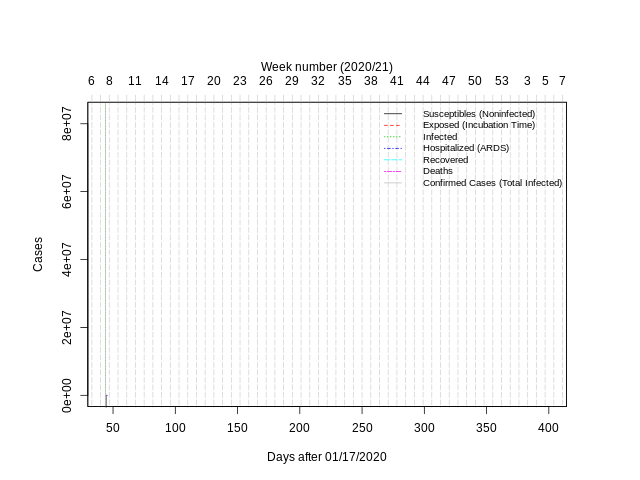 Week number (2020/21)
6 8 11 14 17 20 23 26 29 32 35 38 41 44 47 50 53 3 5 7
Susceptibles (Noninfected)
Exposed (Incubation Time)
Infected
Hospitalized (ARDS)
Recovered
Deaths
Confirmed Cases (Total Infected)
8e+07
6e+07
4e+07
2e+07
0e+00
Cases
50 100 150 200 250 300 350 400
Days after 01/17/2020